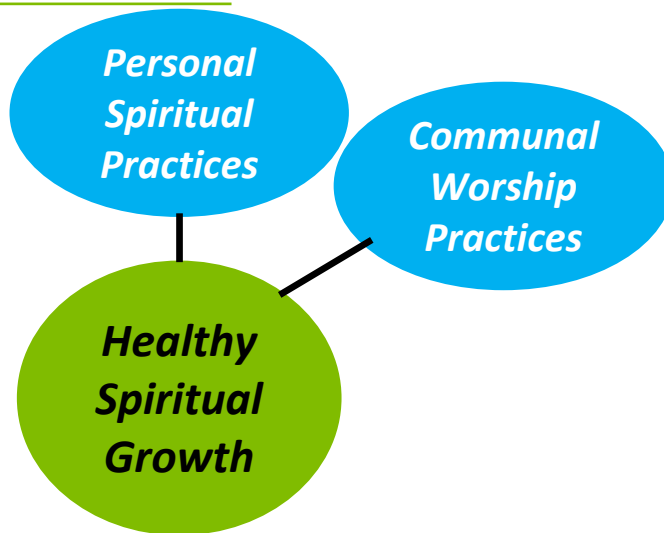 Personal
Spiritual
Practices
Communal
Worship
Practices
Healthy
Spiritual
Growth